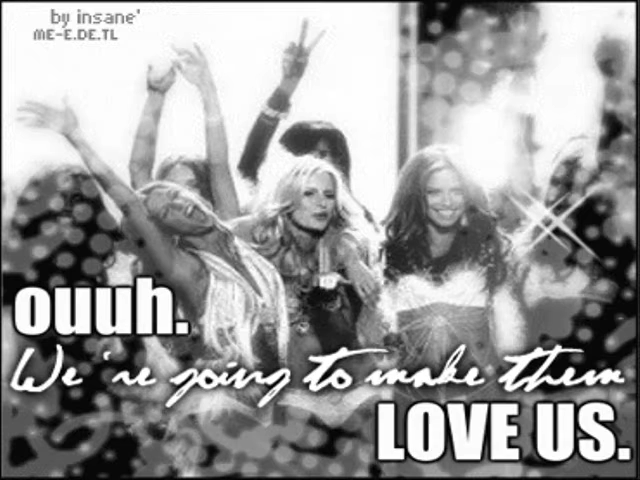 by insane'
ME-E.DE.TL
ouuh.
We're going to make them
LOVE US.